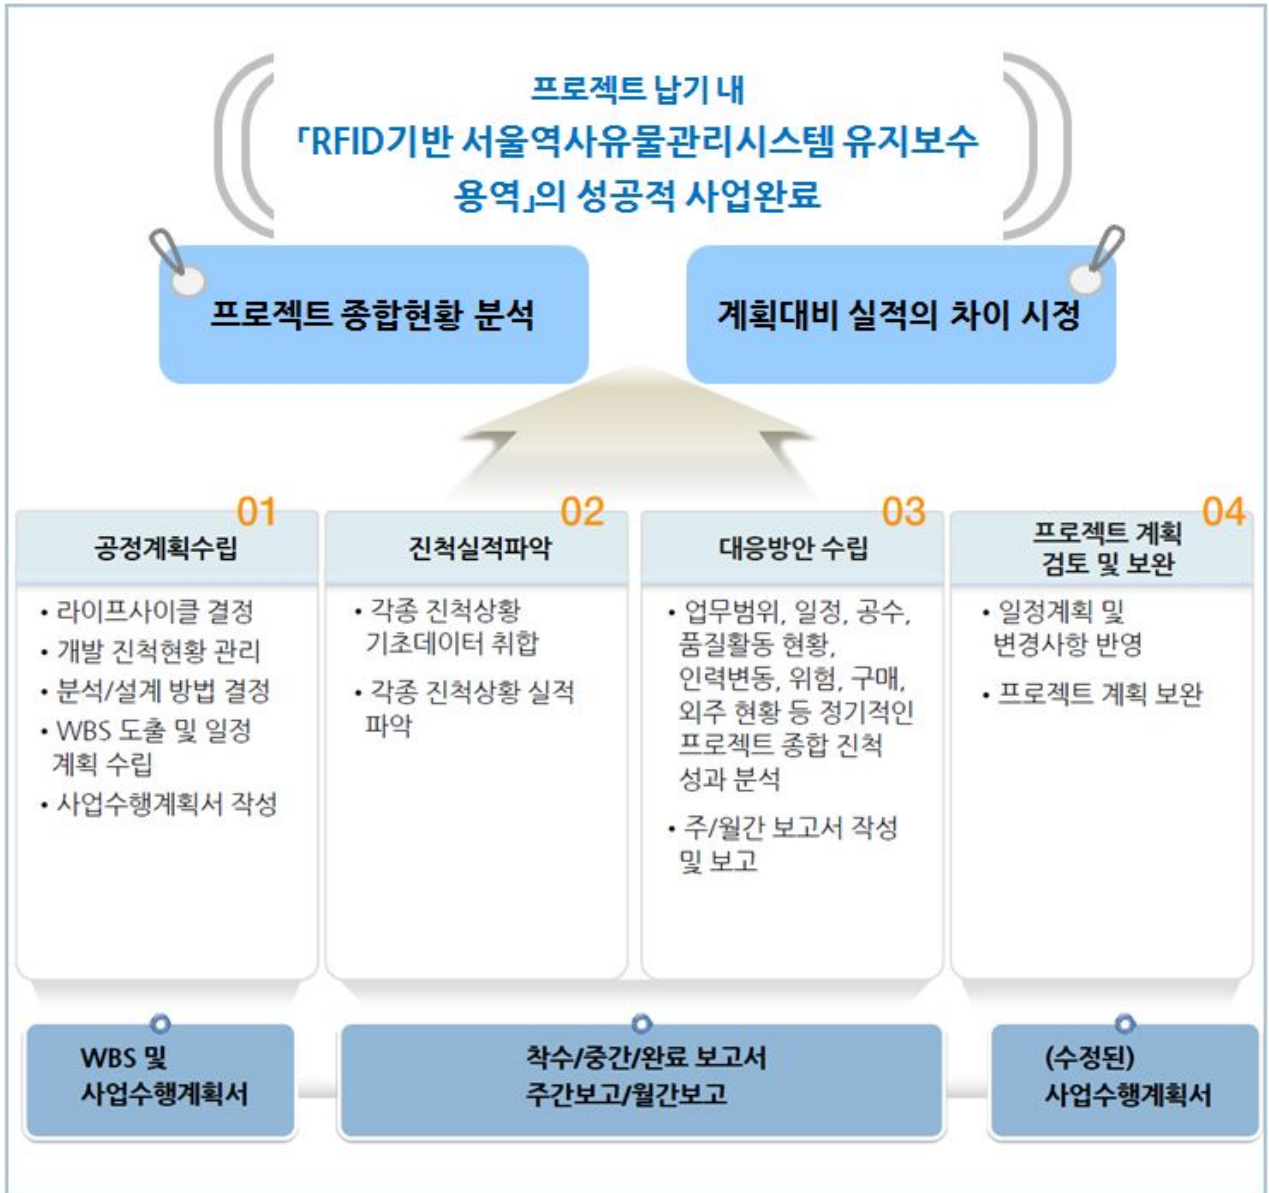 프로젝트 납기 내
「RFID기반 서울역사유물관리시스템 유지보수
용역」의 성공적 사업완료
프로젝트 종합현황 분석
계획대비 실적의 차이 시정
01
공정계획수립
• 라이프사이클 결정
• 개발 진척현황 관리
• 분석/설계 방법 결정
• WBS 도출 및 일정
계획 수립
• 사업수행계획서 작성
02
진척실적파악
• 각종 진척상황
기초데이터 취합
• 각종 진척상황 실적
파악
03
대응방안 수립
• 업무범위, 일정, 공수,
품질활동 현황,
인력변동, 위험, 구매,
외주 현황 등 정기적인
프로젝트 종합 진척
성과 분석
• 주/월간 보고서 작성
및 보고
04
프로젝트 계획
검토 및 보완
• 일정계획 및
변경사항 반영
• 프로젝트 계획 보완
WBS 및
사업수행계획서
착수/중간/완료 보고서
주간보고/월간보고
(수정된)
사업수행계획서